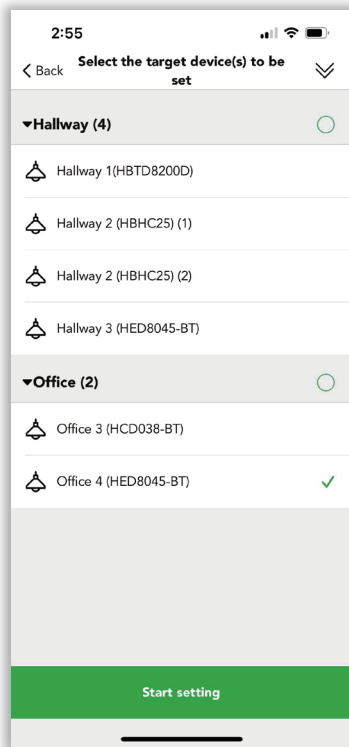 2:55
Back
Select the target device(s) to be
set
Hallway (4)
Hallway 1(HBTD8200D)
Hallway 2 (HBHC25) (1)
Hallway 2 (HBHC25) (2)
Hallway 3 (HED8045-BT)
Office (2)
Office 3 (HCD038-BT)
Office 4 (HED8045-BT)
Start setting